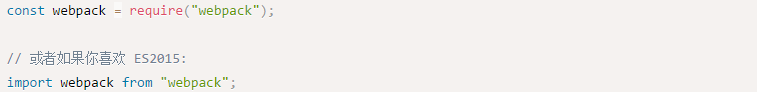 const webpack = require("webpack");
// 或者如果你喜欢 ES2015:
import webpack from "webpack";